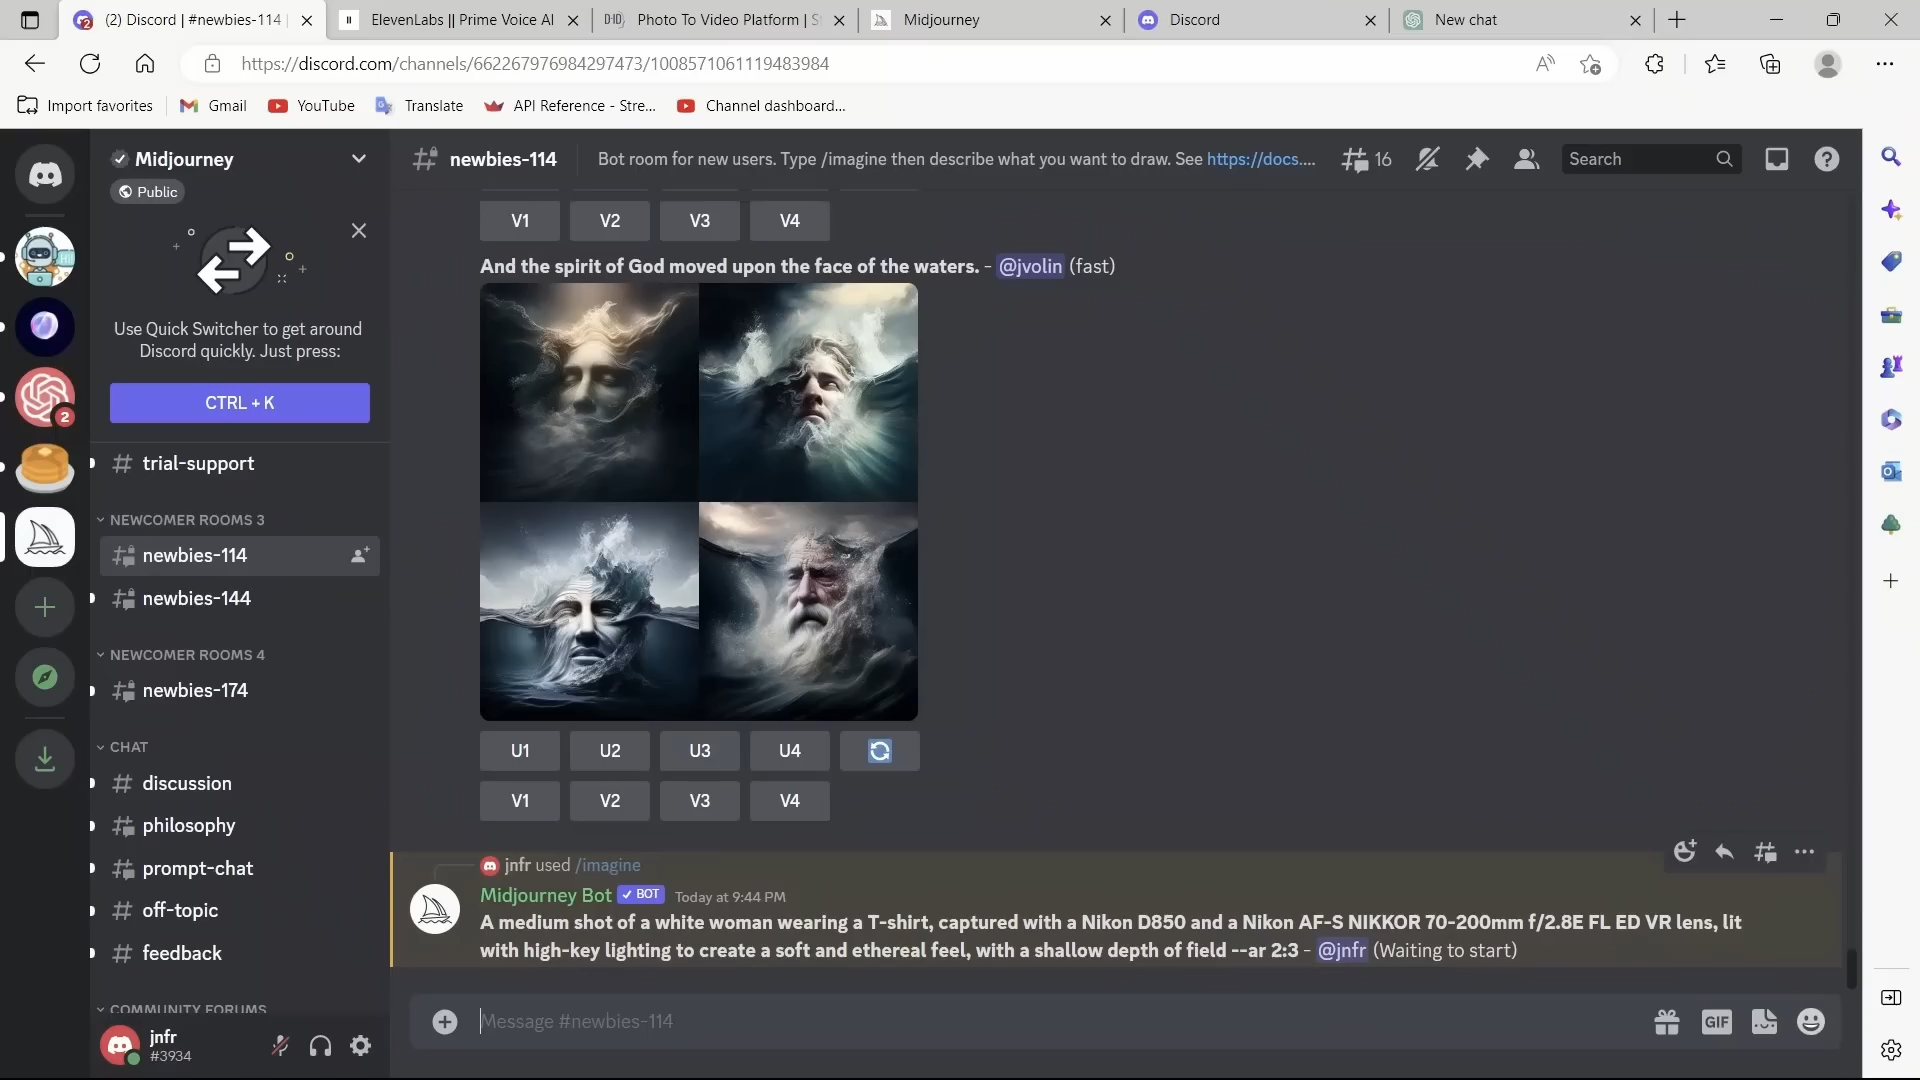 (2) Discord | #newbies-114
ElevenLabs || Prime Voice AI
Photo To Video Platform |
Midjourney
Discord
New chat
https://discord.com/channels/662267976984297473/1008571061119483984
Import favorites
Gmail
YouTube
Translate
API Reference - Stre...
Channel dashboard...
Midjourney
Public
newbies-114
Bot room for new users. Type /imagine then describe what you want to draw. See https://docs....
16
Search
V1 V2 V3 V4
And the spirit of God moved upon the face of the waters. - @jvolin (fast)
Use Quick Switcher to get around
Discord quickly. Just press:
CTRL + K
2
trial-support
NEWCOMER ROOMS 3
newbies-114
newbies-144
NEWCOMER ROOMS 4
newbies-174
CHAT
discussion
philosophy
prompt-chat
off-topic
feedback
COMMUNITY FORUMS
jnfr
#3934
U1 U2 U3 U4
V1 V2 V3 V4
jnfr used /imagine
Midjourney Bot BOT Today at 9:44 PM
A medium shot of a white woman wearing a T-shirt, captured with a Nikon D850 and a Nikon AF-S NIKKOR 70-200mm f/2.8E FL ED VR lens, lit
with high-key lighting to create a soft and ethereal feel, with a shallow depth of field --ar 2:3 - @jnfr (Waiting to start)
Message #newbies-114
GIF